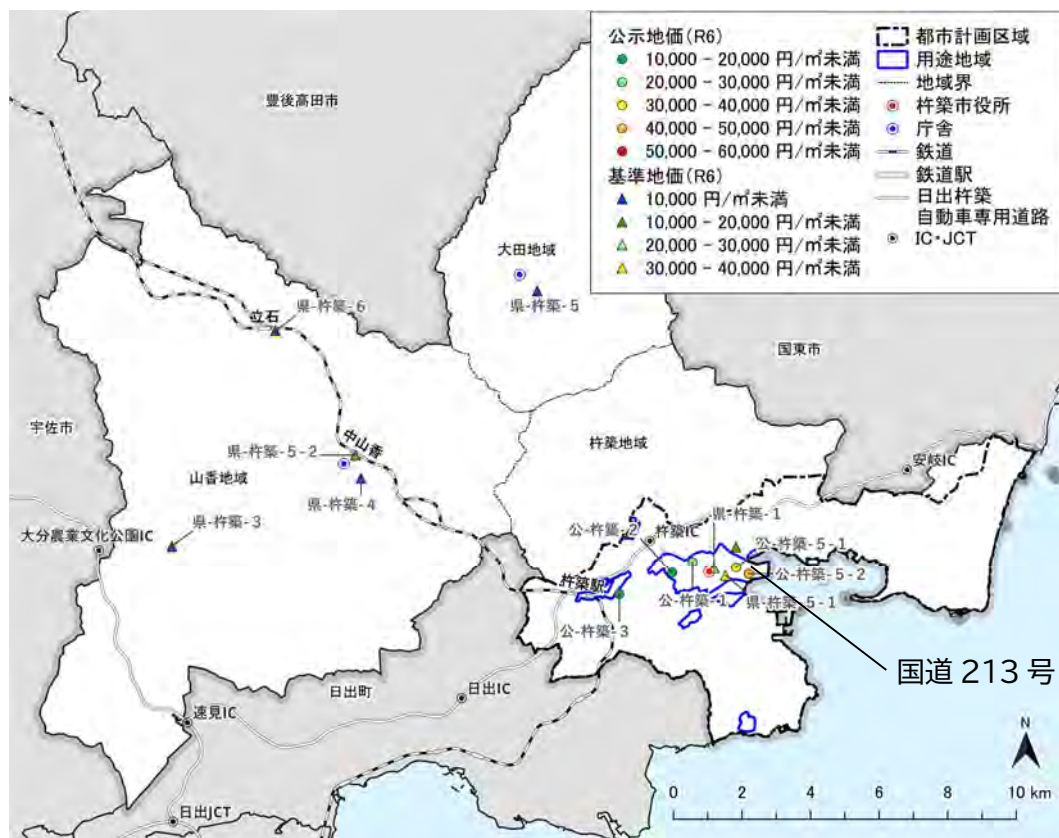 公示地価(R6)
10,000 - 20,000 円/㎡未満
20,000 - 30,000 円/㎡未満
30,000 - 40,000 円/㎡未満
40,000 - 50,000 円/㎡未満
50,000 - 60,000 円/㎡未満
基準地価(R6)
10,000 円/㎡未満
10,000 - 20,000 円/㎡未満
20,000 - 30,000 円/㎡未満
30,000 - 40,000 円/㎡未満
都市計画区域
用途地域
地域界
杵築市役所
庁舎
鉄道
鉄道駅
日出杵築
自動車専用道路
IC・JCT
豊後高田市
大田地域
県-杵築-5
県-杵築-6
立石
国東市
宇佐市
中山香
県-杵築-5-2
山香地域
県-杵築-4
杵築地域
安岐IC
県-杵築-3
大分農業文化公園IC
公-杵築-2
県-杵築-1
杵築IC
公-杵築-5-1
公-杵築-5-2
杵築駅
公-杵築-1
県-杵築-5-1
公-杵築-3
国道 213 号
日出町
日出IC
速見IC
日出JCT
N
0 2 4 6 8 10 km